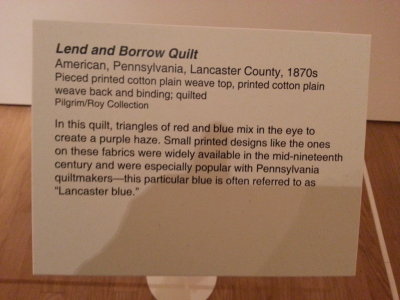 Lend and Borrow Quilt
American, Pennsylvania, Lancaster County, 1870s
Pieced printed cotton plain weave top, printed cotton plain
weave back and binding; quilted
Pilgrim/Roy Collection
In this quilt, triangles of red and blue mix in the eye to
create a purple haze. Small printed designs like the ones
on these fabrics were widely available in the mid-nineteenth
century and were especially popular with Pennsylvania
quiltmakers—this particular blue is often referred to as
“Lancaster blue.”